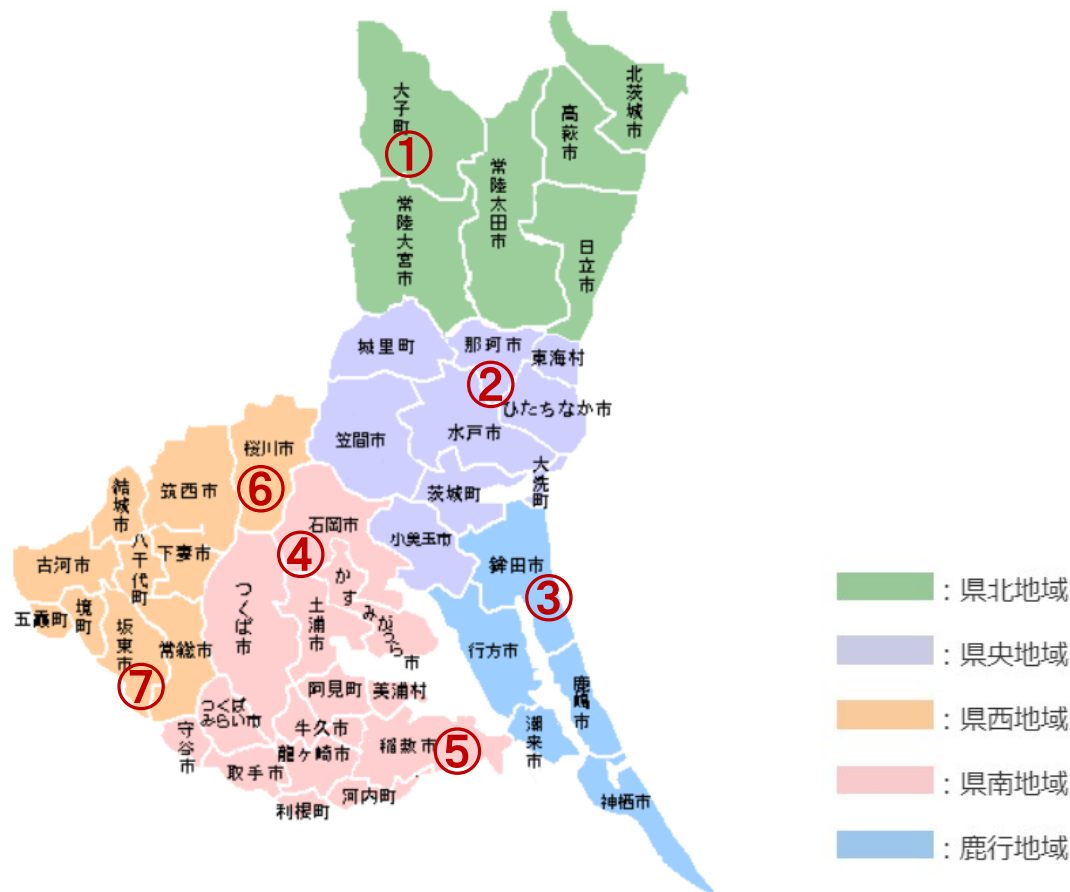 北茨城市
大子町
高萩市
①
常陸太田市
常陸大宮市
日立市
城里町
那珂市
東海村
②
ひたちなか市
水戸市
笠間市
桜川市
大洗町
⑥
筑西市
結城市
茨城町
石岡市
小美玉市
④
下妻市
八千代町
古河市
鉾田市
③
かすみがうら市
つくば市
土浦市
五霞町
境町
坂東市
常総市
行方市
⑦
阿見町
美浦村
鹿嶋市
つくば
みらい市
守谷市
牛久市
稲敷市
⑤
潮来市
龍ヶ崎市
取手市
河内町
利根町
神栖市
：県北地域
：県央地域
：県西地域
：県南地域
：鹿行地域